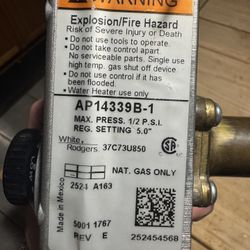 WARNING
Explosion/Fire Hazard
Risk of Severe Injury or Death
• Do not use tools to operate.
• Do not take gas control apart.
No serviceable parts. Single use
high temp. gas shut off device.
• Do not use control if it has
been flooded.
• Water Heater use only
AP14339B-1
MAX. PRESS. 1/2 P.S.I.
REG. SETTING 5.0"
White
Rodgers 37C73U850
NAT. GAS ONLY
2524 A163
Made in Mexico
5001 1767
REV E
252454568